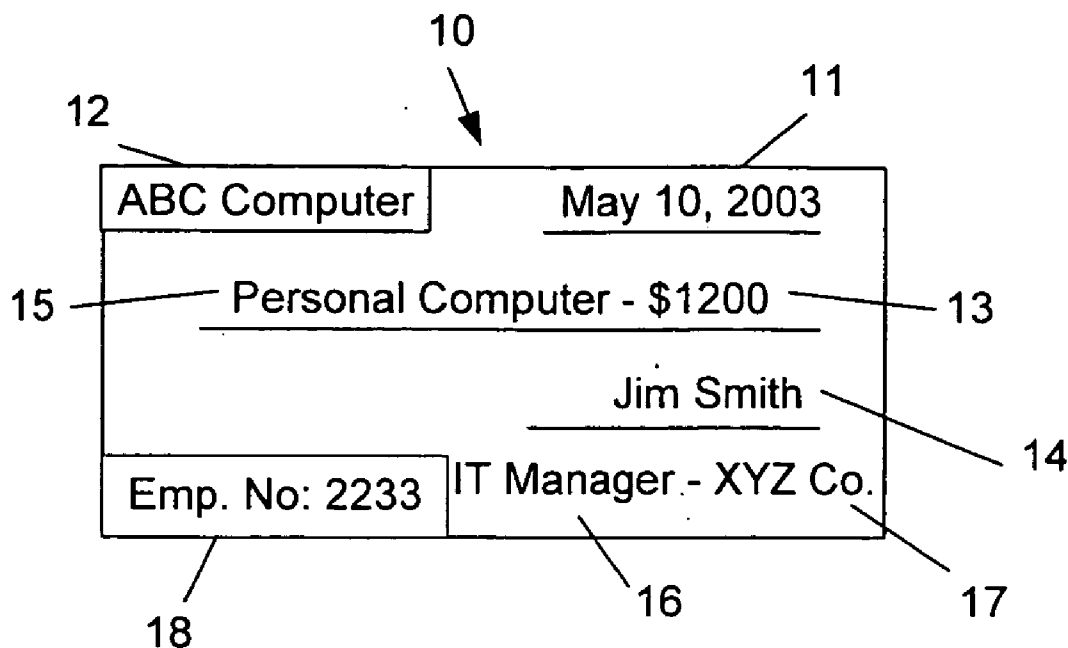 10
11
12
ABC Computer May 10, 2003
15 Personal Computer - $1200 13
Jim Smith
14
Emp. No: 2233 IT Manager - XYZ Co.
16 17
18